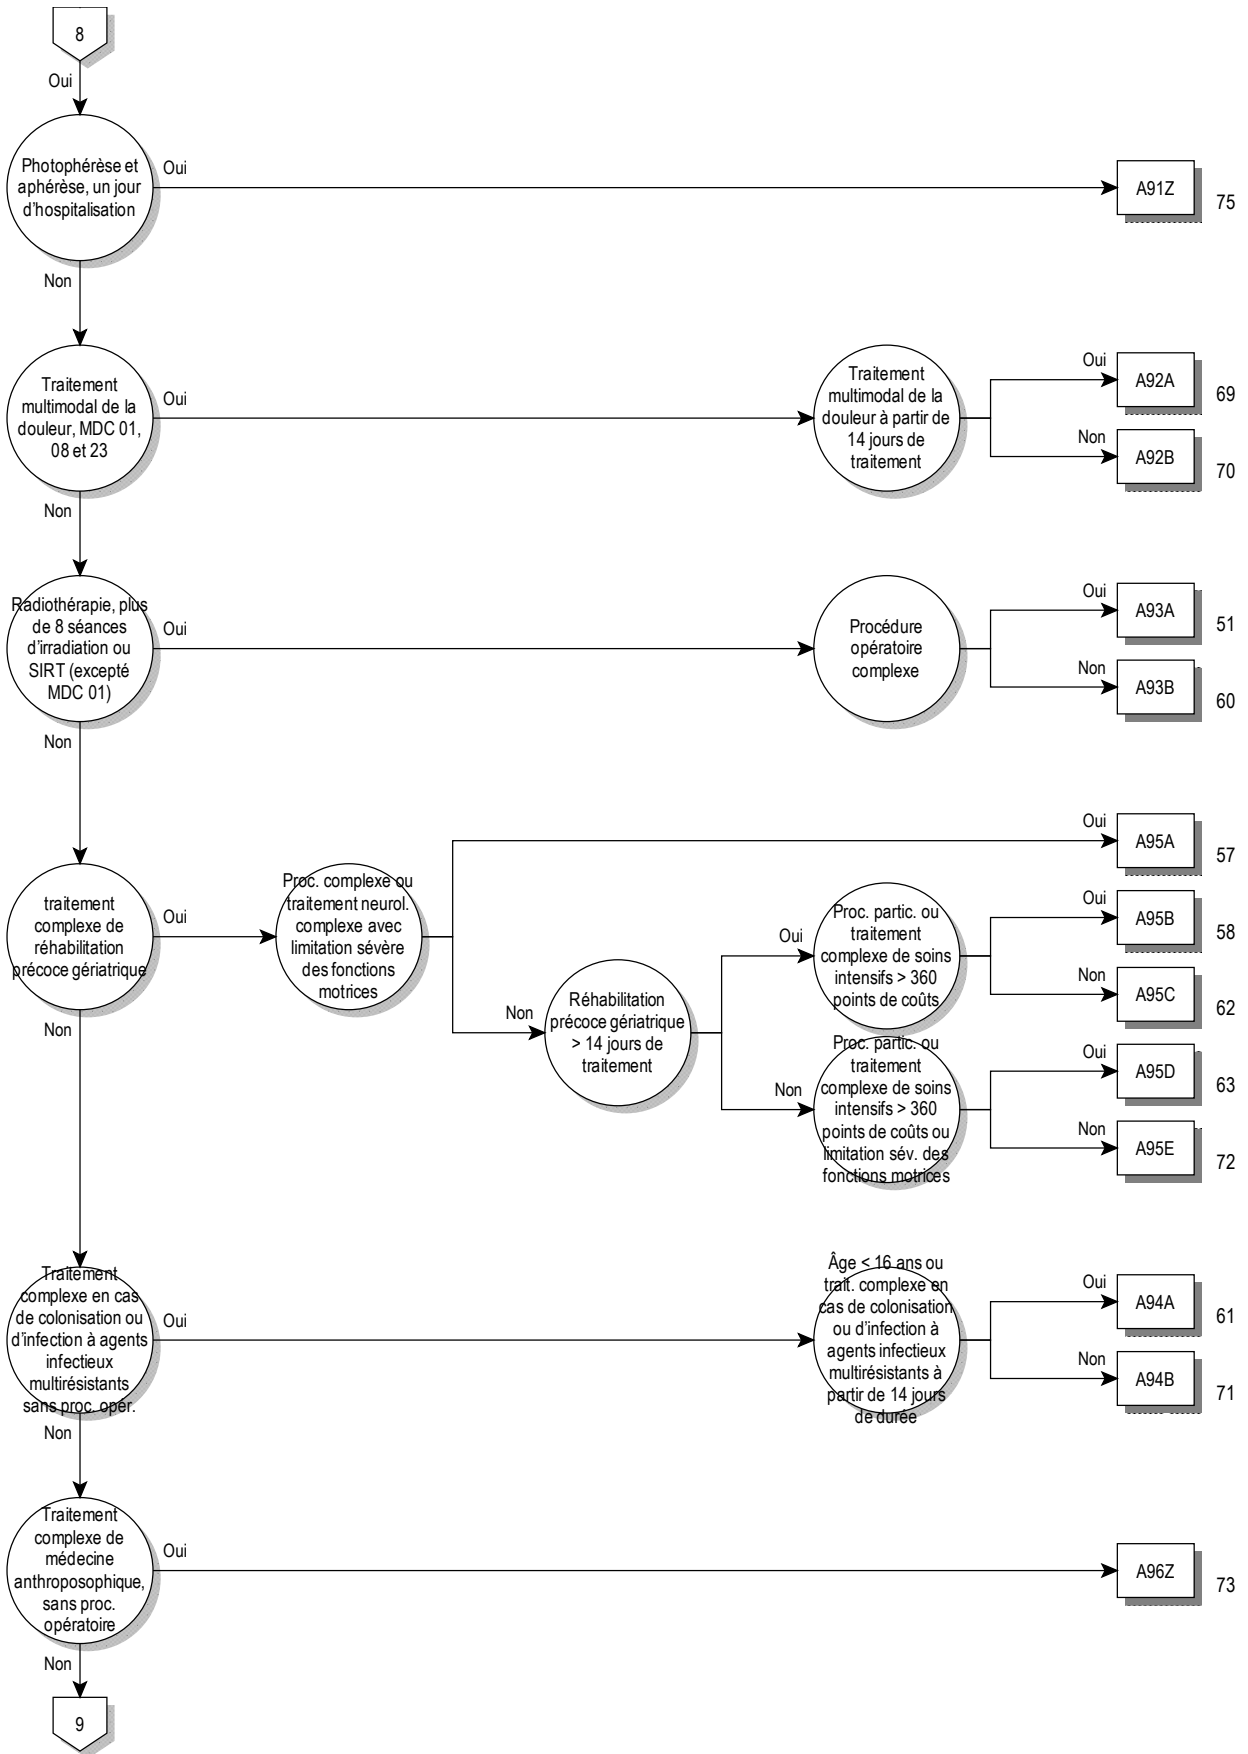 8
Oui
Photophérèse et
aphérèse, un jour
d'hospitalisation
Oui
A91Z
75
Non
Traitement
multimodal de la
douleur, MDC 01,
08 et 23
Oui
Traitement
multimodal de la
douleur à partir de
14 jours de
traitement
Oui
A92A
69
Non
A92B
70
Non
Radiothérapie, plus
de 8 séances
d'irradiation ou
SIRT (excepté
MDC 01)
Oui
Procédure
opératoire
complexe
Oui
A93A
51
Non
A93B
60
Non
traitement
complexe de
réhabilitation
précoce gériatrique
Oui
Proc. complexe ou
traitement neurol.
complexe avec
limitation sévère
des fonctions
motrices
Oui
A95A
57
Non
Réhabilitation
précoce gériatrique
> 14 jours de
traitement
Oui
Proc. partic. ou
traitement
complexe de soins
intensifs > 360
points de coûts
Oui
A95B
58
Non
A95C
62
Non
Proc. partic. ou
traitement
complexe de soins
intensifs > 360
points de coûts ou
limitation sév. des
fonctions motrices
Oui
A95D
63
Non
A95E
72
Non
Traitement
complexe en cas
de colonisation ou
d'infection à agents
infectieux
multirésistants
sans proc. opér.
Oui
Âge < 16 ans ou
trait. complexe en
cas de colonisation
ou d'infection à
agents infectieux
multirésistants à
partir de 14 jours
de durée
Oui
A94A
61
Non
A94B
71
Non
Traitement
complexe de
médecine
anthroposophique,
sans proc.
opératoire
Oui
A96Z
73
Non
9